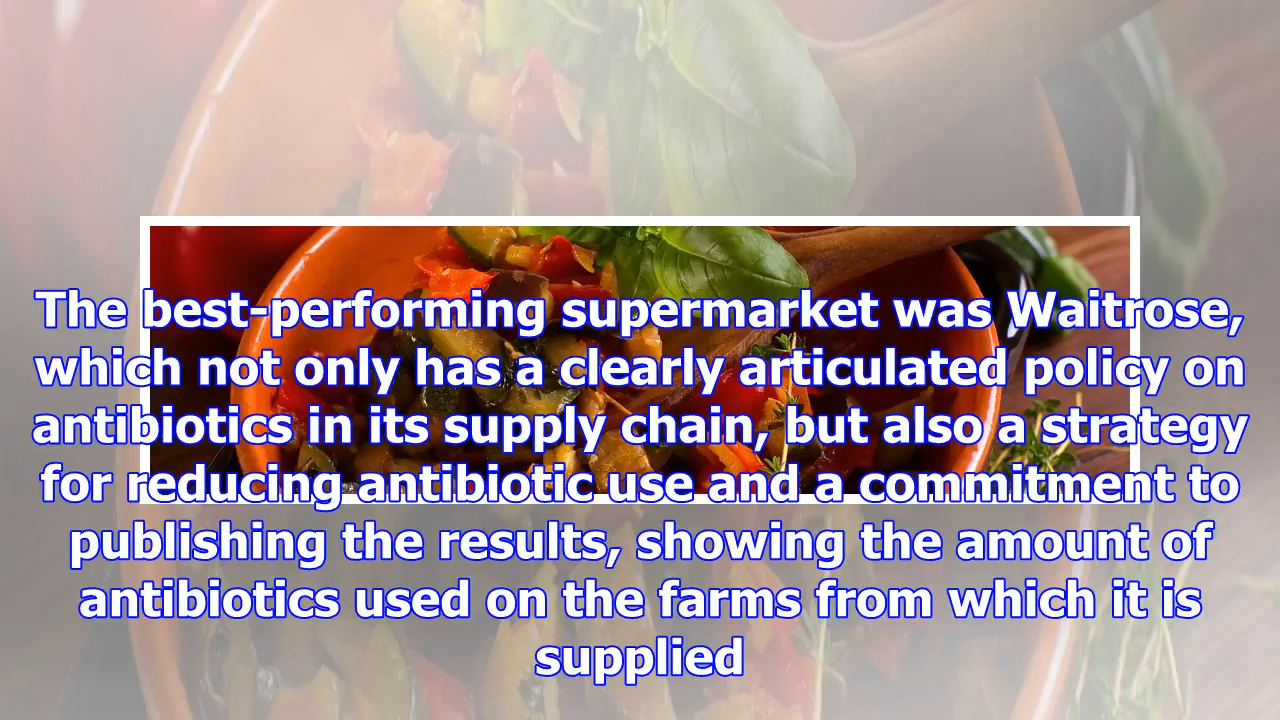 The best-performing supermarket was Waitrose,
which not only has a clearly articulated policy on
antibiotics in its supply chain, but also a strategy
for reducing antibiotic use and a commitment to
publishing the results, showing the amount of
antibiotics used on the farms from which it is
supplied